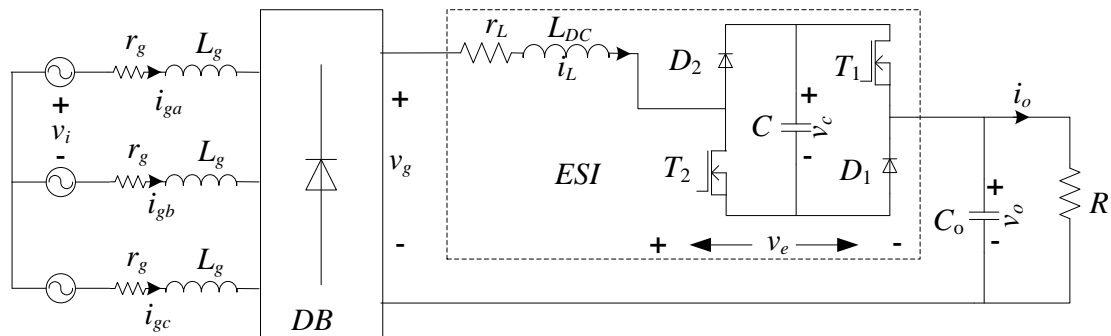 r_g L_g
i_ga
+
v_i
-
r_g L_g
i_gb
r_g L_g
i_gc
DB
+
v_g
-
r_L L_DC
i_L
ESI
D_2
T_2
C
+
v_c
-
T_1
D_1
+ v_e -
i_o
C_o
+
v_o
-
R